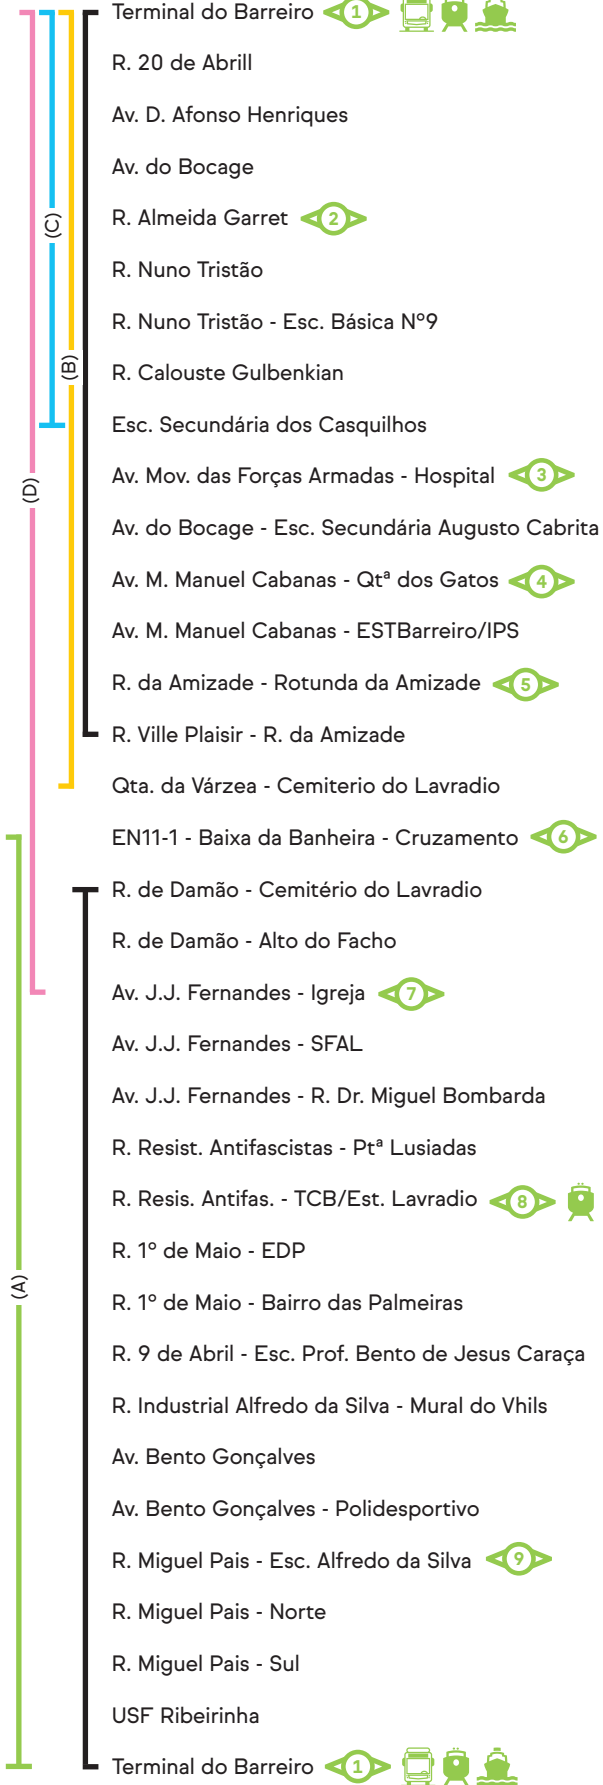 Terminal do Barreiro 1
R. 20 de Abrill
Av. D. Afonso Henriques
Av. do Bocage
(C)
R. Almeida Garret 2
R. Nuno Tristão
R. Nuno Tristão - Esc. Básica Nº9
(B)
R. Calouste Gulbenkian
Esc. Secundária dos Casquilhos
Av. Mov. das Forças Armadas - Hospital 3
(D)
Av. do Bocage - Esc. Secundária Augusto Cabrita
Av. M. Manuel Cabanas - Qtª dos Gatos 4
Av. M. Manuel Cabanas - ESTBarreiro/IPS
R. da Amizade - Rotunda da Amizade 5
R. Ville Plaisir - R. da Amizade
Qta. da Várzea - Cemiterio do Lavradio
EN11-1 - Baixa da Banheira - Cruzamento 6
R. de Damão - Cemitério do Lavradio
R. de Damão - Alto do Facho
Av. J.J. Fernandes - Igreja 7
Av. J.J. Fernandes - SFAL
Av. J.J. Fernandes - R. Dr. Miguel Bombarda
R. Resist. Antifascistas - Ptª Lusiadas
R. Resis. Antifas. - TCB/Est. Lavradio 8
R. 1º de Maio - EDP
(A)
R. 1º de Maio - Bairro das Palmeiras
R. 9 de Abril - Esc. Prof. Bento de Jesus Caraça
R. Industrial Alfredo da Silva - Mural do Vhils
Av. Bento Gonçalves
Av. Bento Gonçalves - Polidesportivo
R. Miguel Pais - Esc. Alfredo da Silva 9
R. Miguel Pais - Norte
R. Miguel Pais - Sul
USF Ribeirinha
Terminal do Barreiro 1